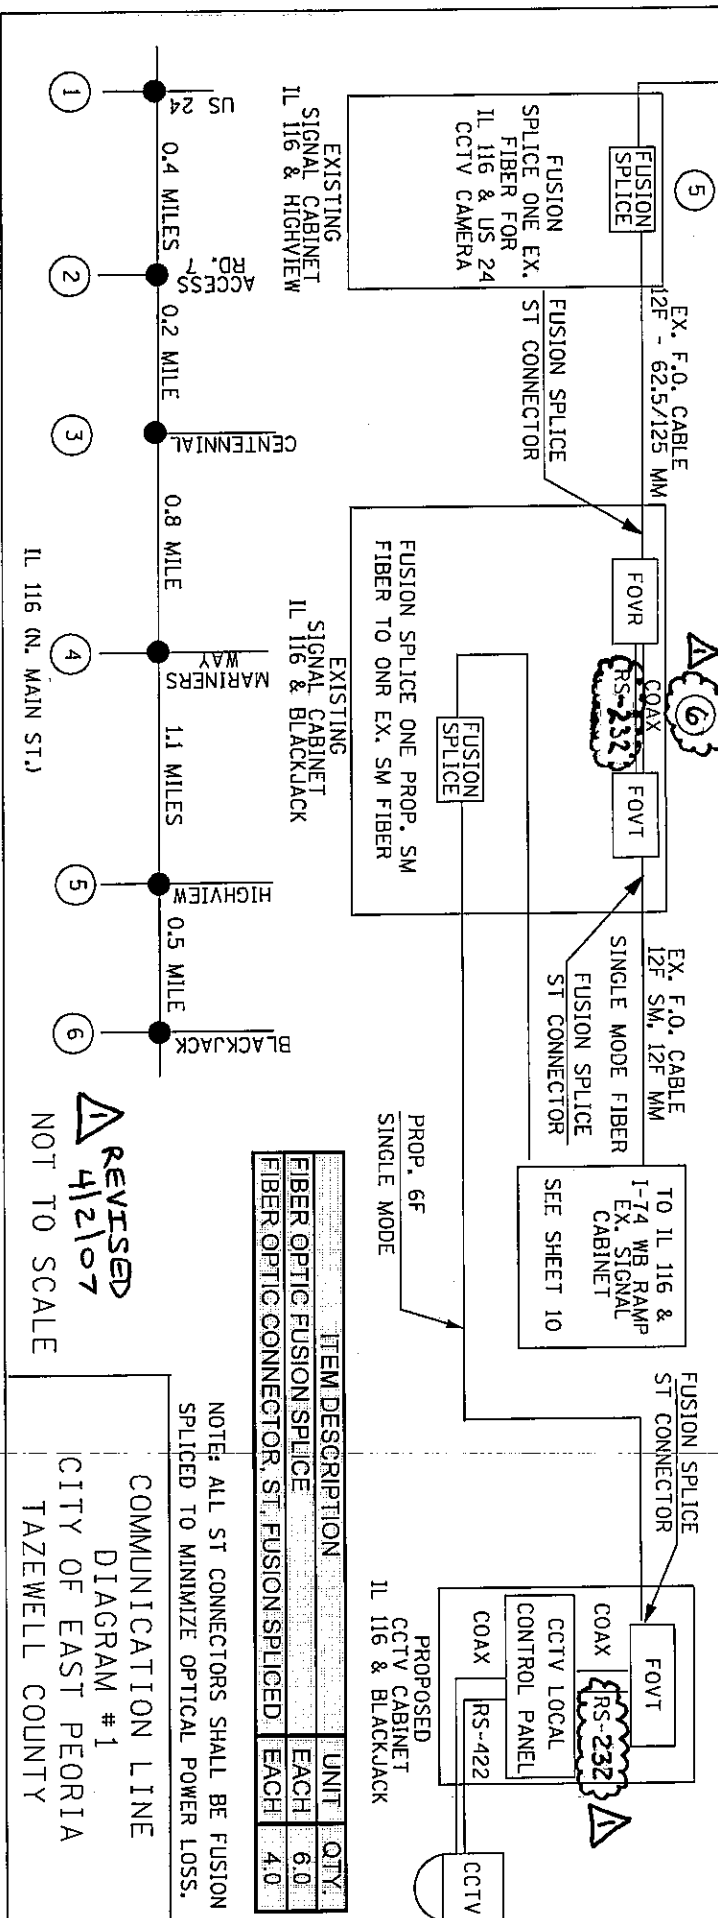 5
FUSION
SPLICE
FUSION
SPLICE ONE EX.
FIBER FOR
IL 116 & US 24
CCTV CAMERA
EXISTING
SIGNAL CABINET
IL 116 & HIGHVIEW
EX. F.O. CABLE
12F - 62.5/125 MM
FUSION SPLICE
ST CONNECTOR
1
6
FOVR
COAX
RS-232
FOVT
FUSION SPLICE ONE PROP. SM
FIBER TO ONR EX. SM FIBER
FUSION
SPLICE
EXISTING
SIGNAL CABINET
IL 116 & BLACKJACK
EX. F.O. CABLE
12F SM, 12F MM
SINGLE MODE FIBER
FUSION SPLICE
ST CONNECTOR
TO IL 116 &
I-74 WB RAMP
EX. SIGNAL
CABINET
SEE SHEET 10
PROP. 6F
SINGLE MODE
FUSION SPLICE
ST CONNECTOR
FOVT
COAX
RS-232
1
CCTV LOCAL
CONTROL PANEL
COAX
RS-422
CCTV
PROPOSED
CCTV CABINET
IL 116 & BLACKJACK
US 24
0.4 MILES
ACCESS
RD. 7
0.2 MILE
CENTENNIAL
0.8 MILE
MARINERS
WAY
1.1 MILES
HIGHVIEW
0.5 MILE
BLACKJACK
1
2
3
4
5
6
IL 116 (N. MAIN ST.)
ITEM DESCRIPTION UNIT QTY.
FIBER OPTIC FUSION SPLICE EACH 6.0
FIBER OPTIC CONNECTOR, ST, FUSION SPLICED EACH 4.0
NOTE: ALL ST CONNECTORS SHALL BE FUSION
SPLICED TO MINIMIZE OPTICAL POWER LOSS.
1
REVISED
4/2/07
NOT TO SCALE
COMMUNICATION LINE
DIAGRAM #1
CITY OF EAST PEORIA
TAZEWELL COUNTY